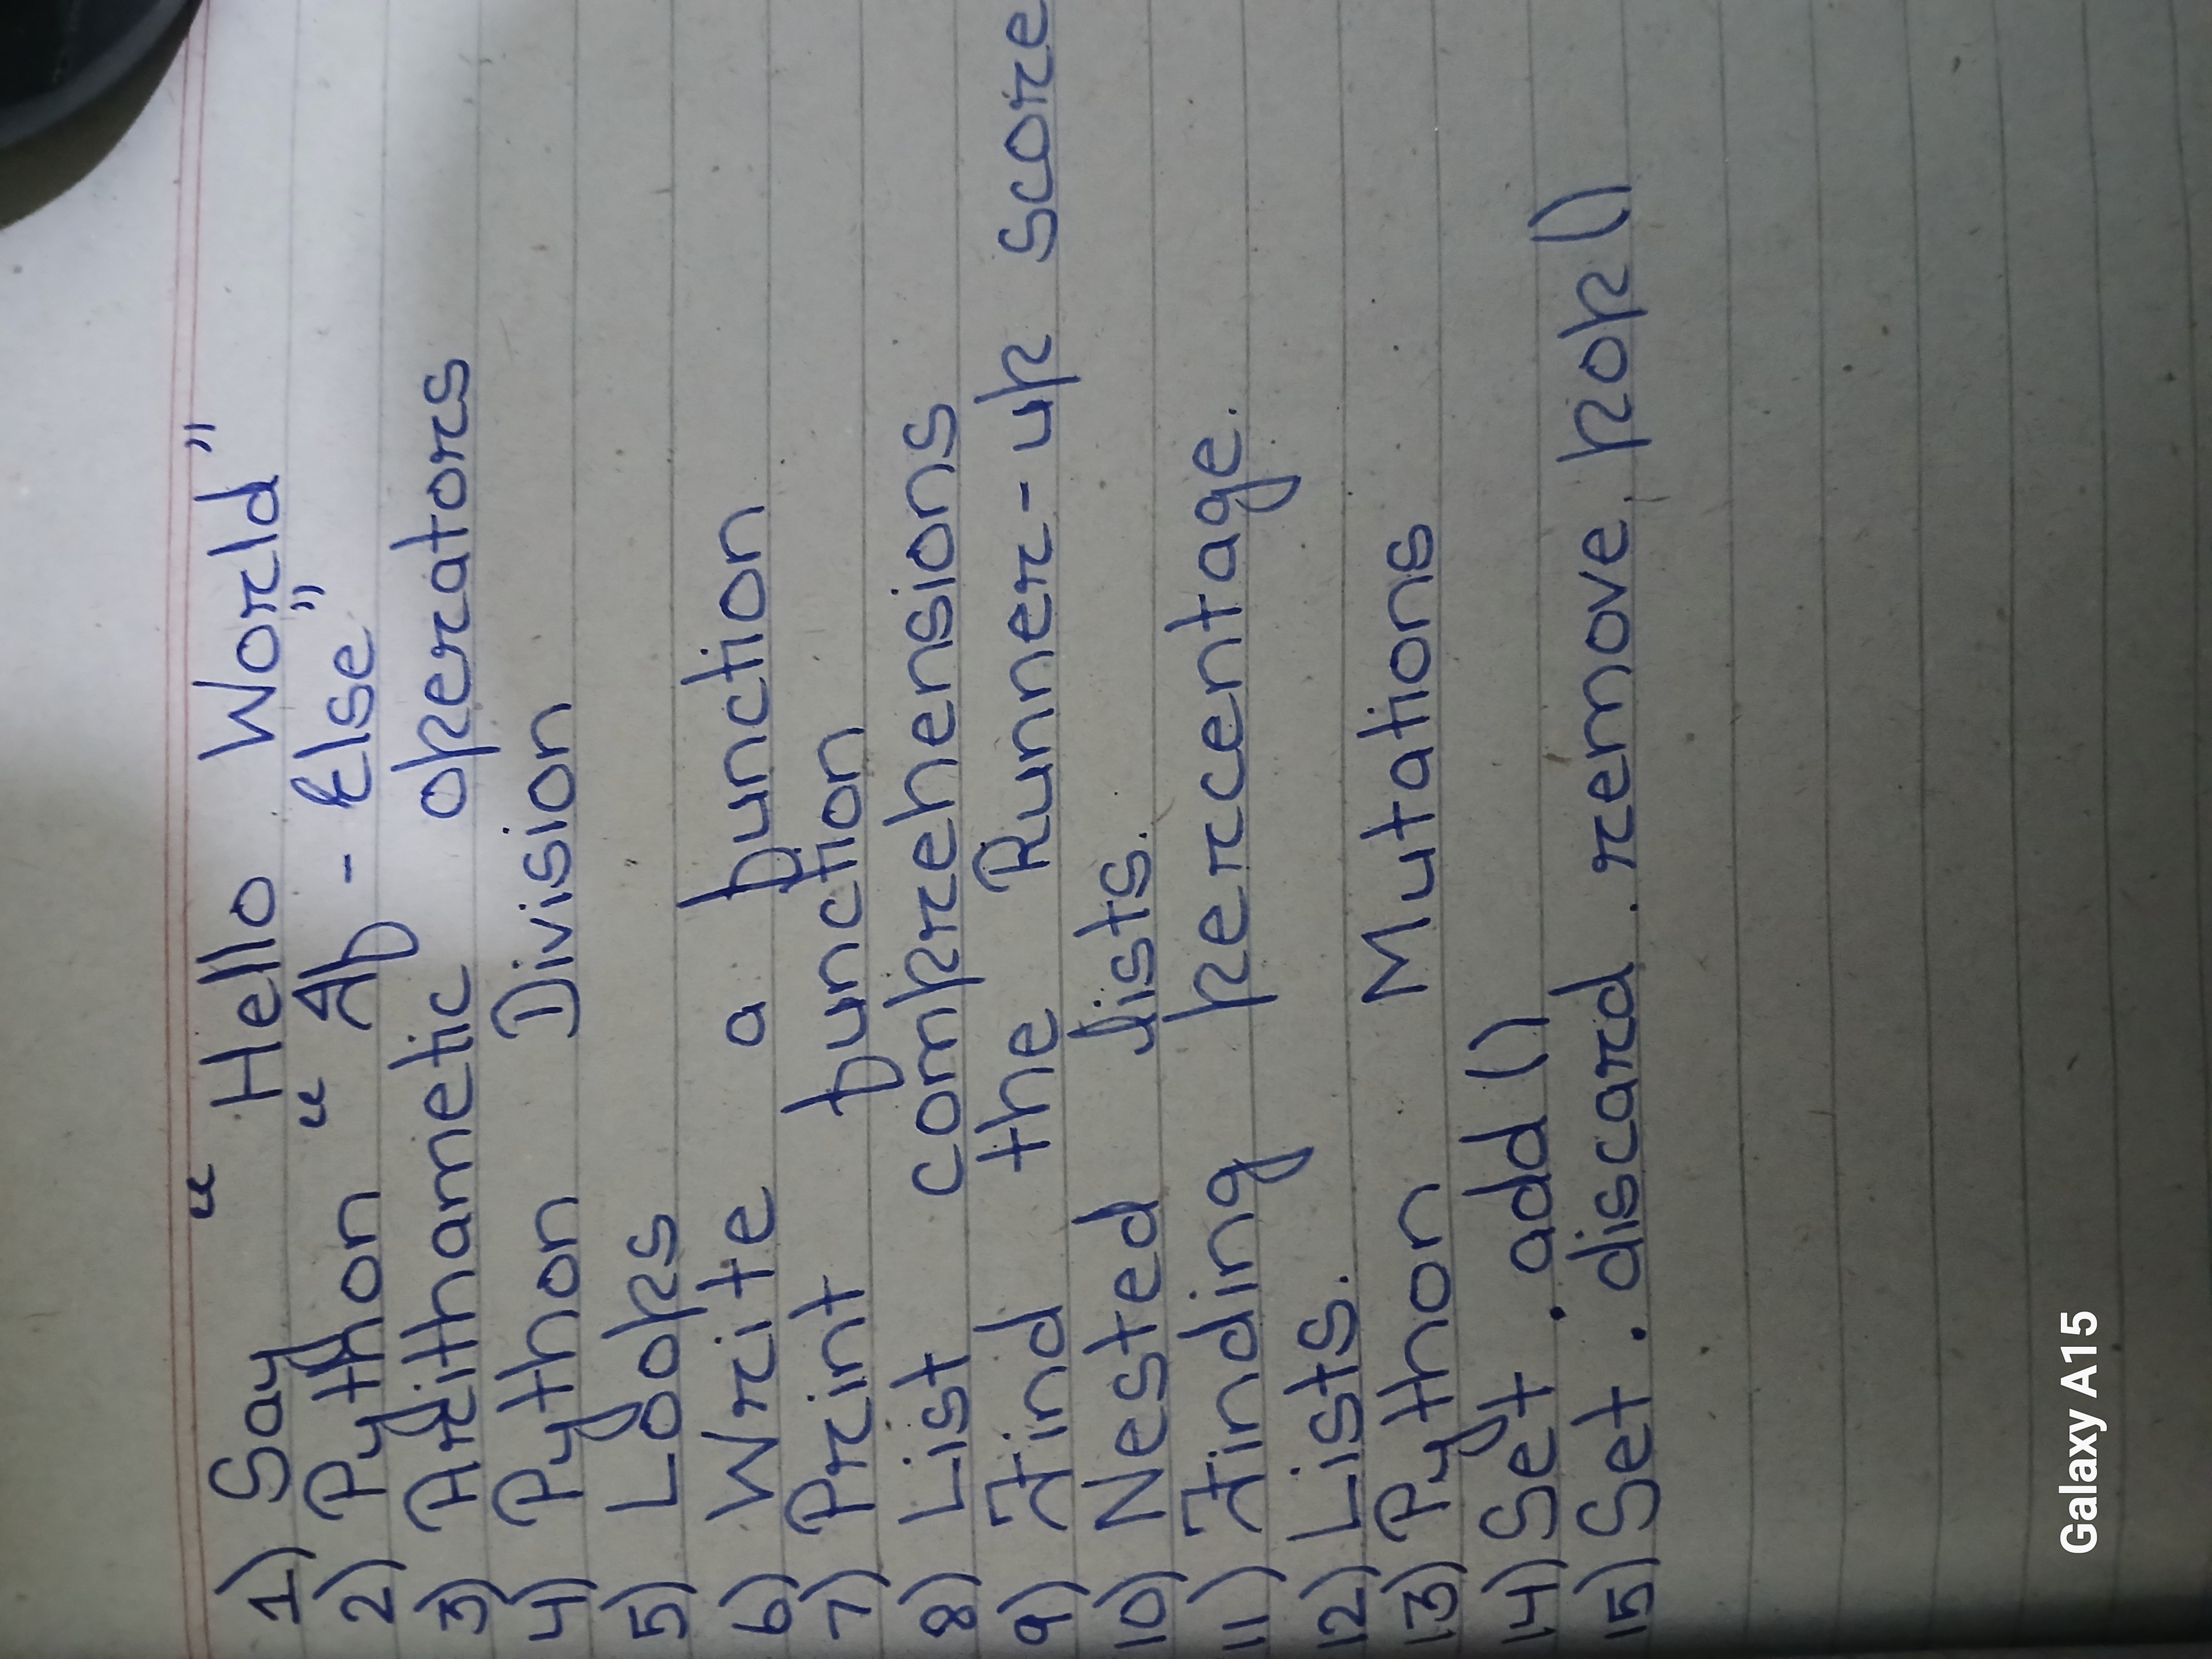 1) Say "Hello World"
2) Python "If - Else"
3) Arithametic operators
4) Python Division
5) Loops
6) Write a function
7) Print function
8) List comprehensions
9) Find the Runner-up score
10) Nested lists.
11) Finding percentage.
12) Lists.
13) Python Mutations
14) Set . add ()
15) Set . discard . remove . pop ()
Galaxy A15